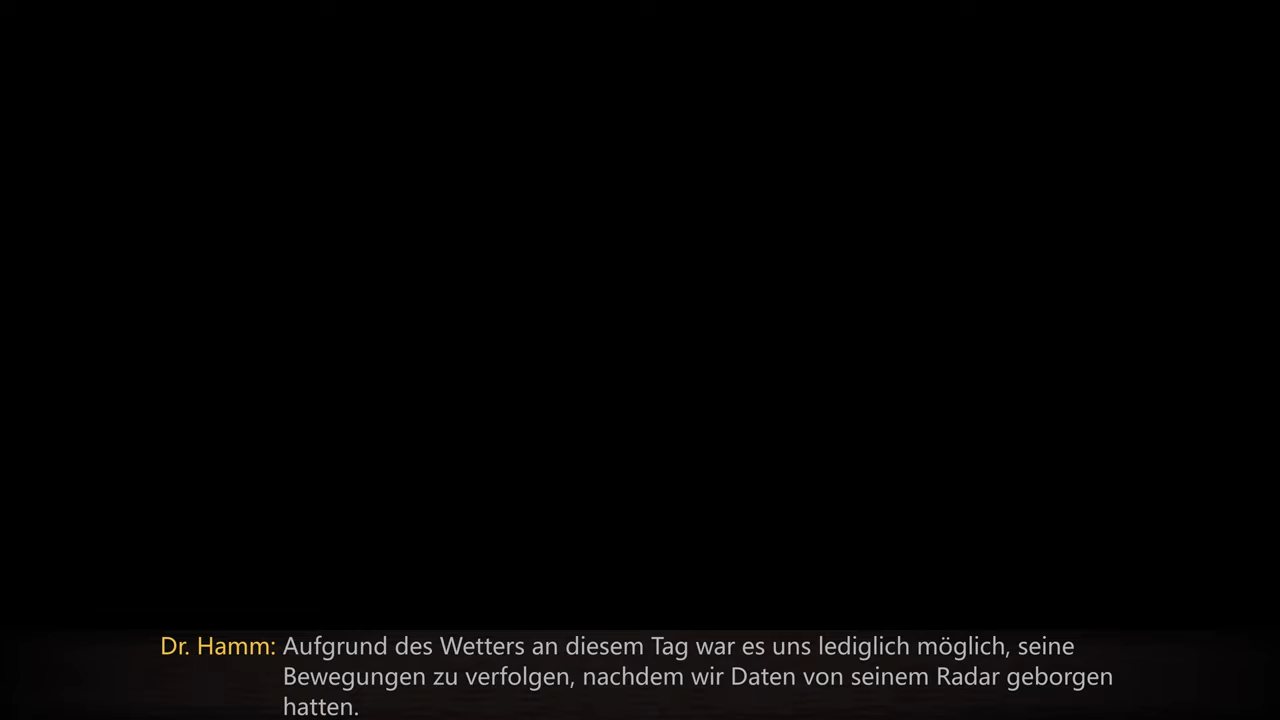 Dr. Hamm: Aufgrund des Wetters an diesem Tag war es uns lediglich möglich, seine
Bewegungen zu verfolgen, nachdem wir Daten von seinem Radar geborgen
hatten.